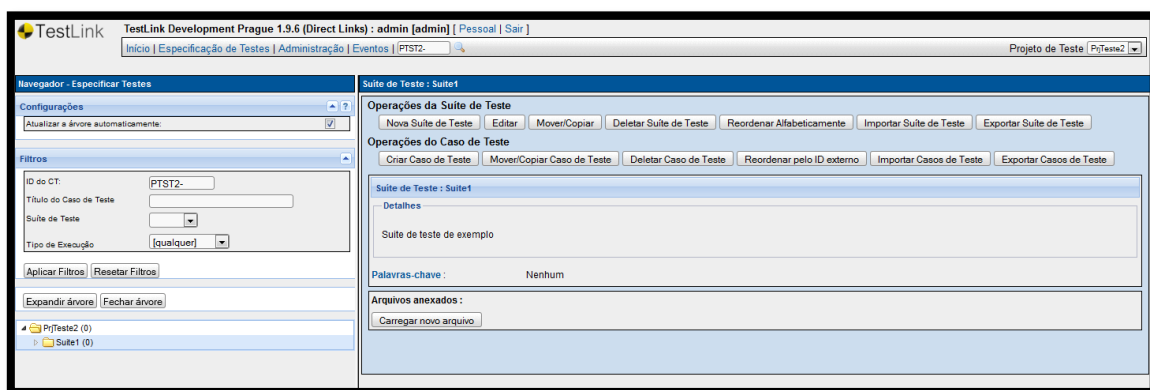 TestLink TestLink Development Prague 1.9.6 (Direct Links) : admin [admin] [ Pessoal | Sair ]
Início | Especificação de Testes | Administração | Eventos | PTST2- Projeto de Teste PrjTeste2
Navegador - Especificar Testes
Configurações ?
Atualizar a árvore automaticamente:
Filtros
ID do CT: PTST2-
Título do Caso de Teste
Suíte de Teste
Tipo de Execução [qualquer]
Aplicar Filtros Resetar Filtros
Expandir árvore Fechar árvore
PrjTeste2 (0)
Suite1 (0)
Suíte de Teste : Suite1
Operações da Suíte de Teste
Nova Suíte de Teste Editar Mover/Copiar Deletar Suíte de Teste Reordenar Alfabeticamente Importar Suíte de Teste Exportar Suíte de Teste
Operações do Caso de Teste
Criar Caso de Teste Mover/Copiar Caso de Teste Deletar Caso de Teste Reordenar pelo ID externo Importar Casos de Teste Exportar Casos de Teste
Suíte de Teste : Suite1
Detalhes
Suite de teste de exemplo
Palavras-chave : Nenhum
Arquivos anexados :
Carregar novo arquivo